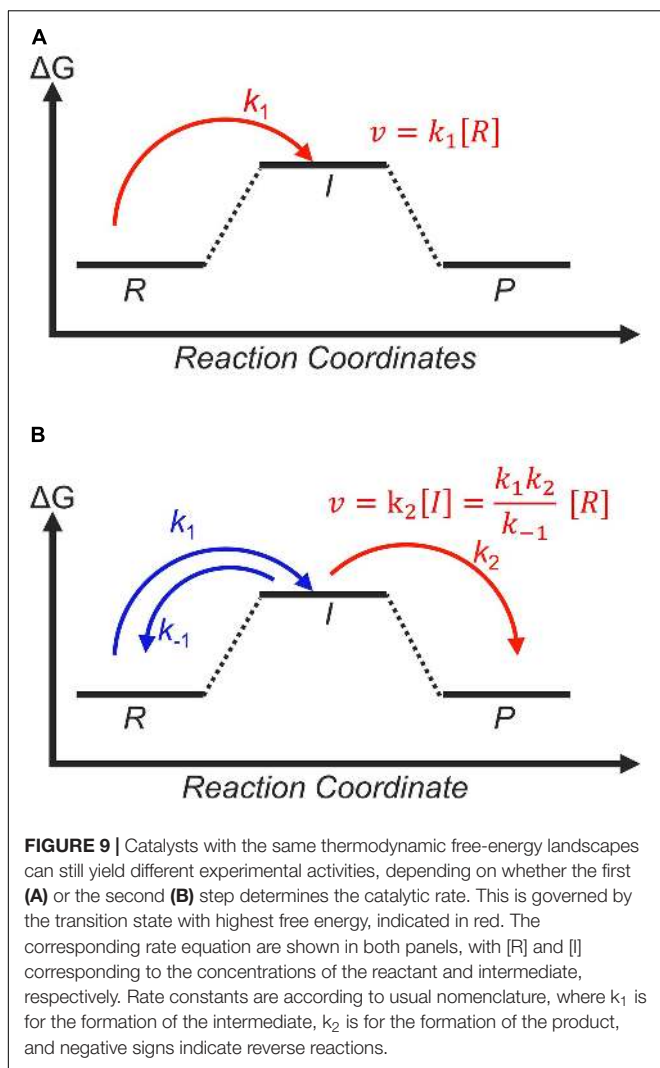 A
ΔG
k₁
v = k₁[R]
I
R
P
Reaction Coordinates
B
ΔG
k₁
v = k₂[I] = k₁k₂/k₋₁ [R]
k₂
k₋₁
I
R
P
Reaction Coordinate
FIGURE 9 | Catalysts with the same thermodynamic free-energy landscapes
can still yield different experimental activities, depending on whether the first
(A) or the second (B) step determines the catalytic rate. This is governed by
the transition state with highest free energy, indicated in red. The
corresponding rate equation are shown in both panels, with [R] and [I]
corresponding to the concentrations of the reactant and intermediate,
respectively. Rate constants are according to usual nomenclature, where k₁ is
for the formation of the intermediate, k₂ is for the formation of the product,
and negative signs indicate reverse reactions.